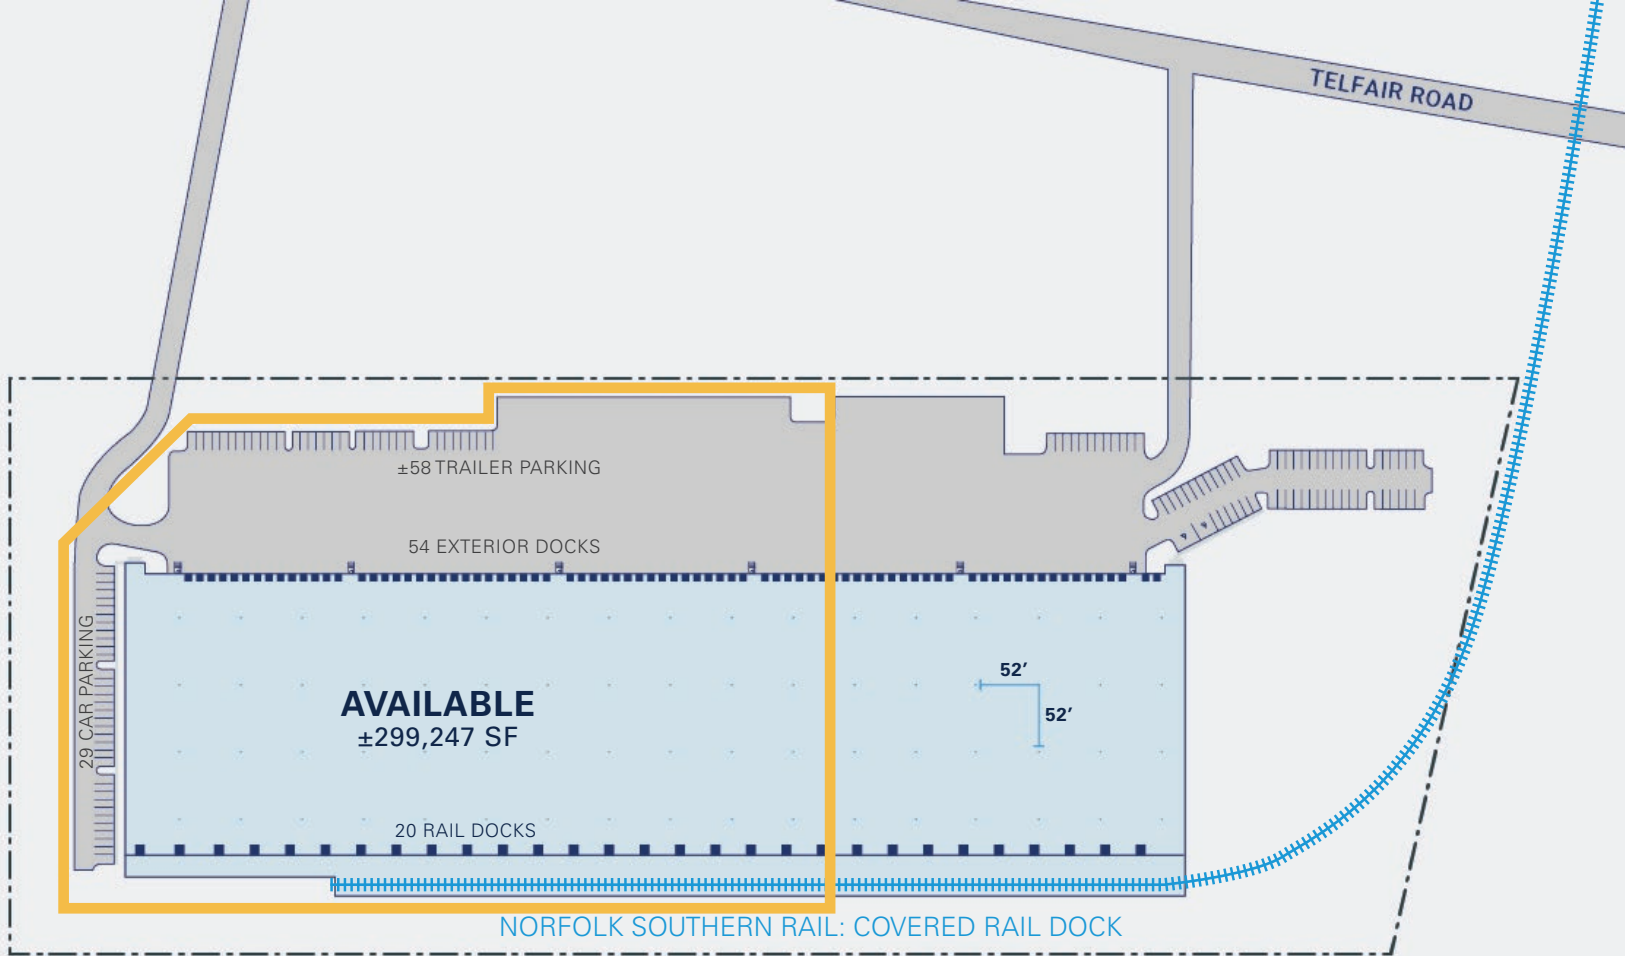 TELFAIR ROAD
±58 TRAILER PARKING
54 EXTERIOR DOCKS
29 CAR PARKING
AVAILABLE
±299,247 SF
52’
52’
20 RAIL DOCKS
NORFOLK SOUTHERN RAIL: COVERED RAIL DOCK